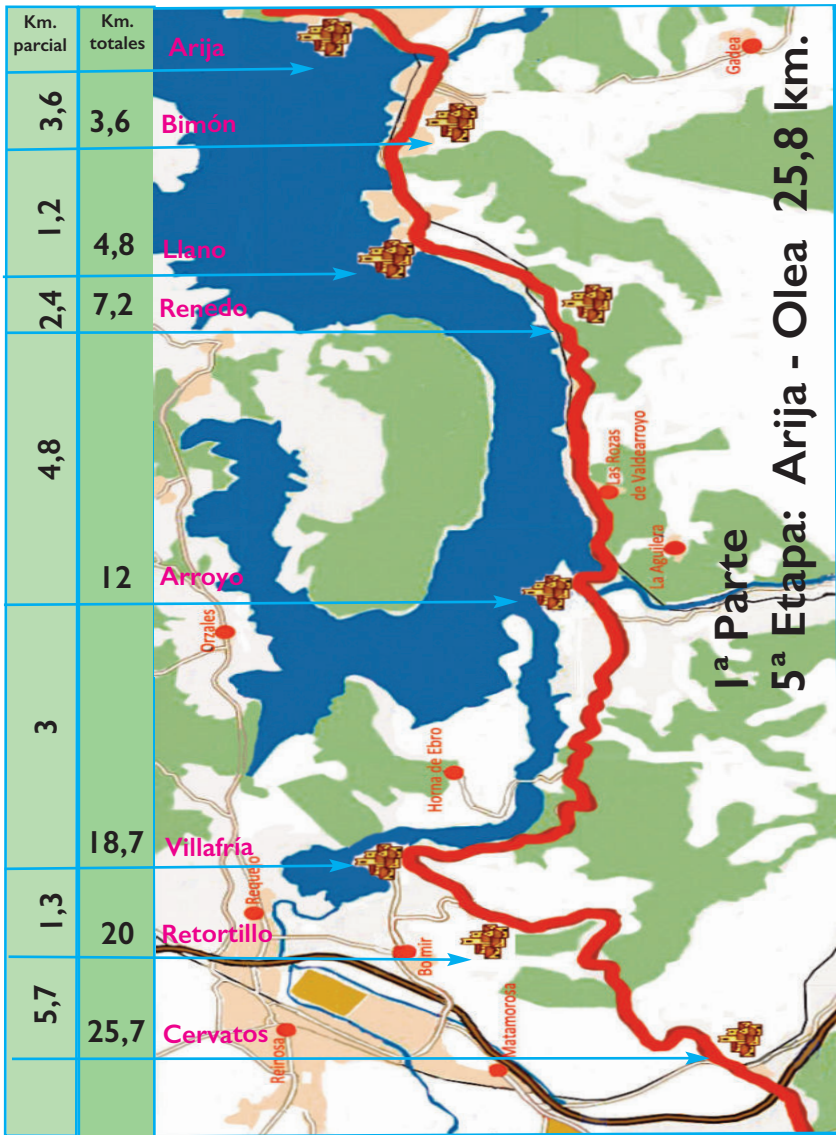 Km.
parcial
Km.
totales
Arija
3,6
3,6
Bimón
1,2
4,8
Llano
2,4
7,2
Renedo
4,8
12
Arroyo
3
18,7
Villafría
1,3
20
Retortillo
5,7
25,7
Cervatos
Gadea
Las Rozas
de Valdearroyo
La Aguilera
Orzales
Horna de Ebro
Requejo
Bolmir
Matamorosa
Reinosa
1ª Parte
5ª Etapa: Arija - Olea 25,8 km.